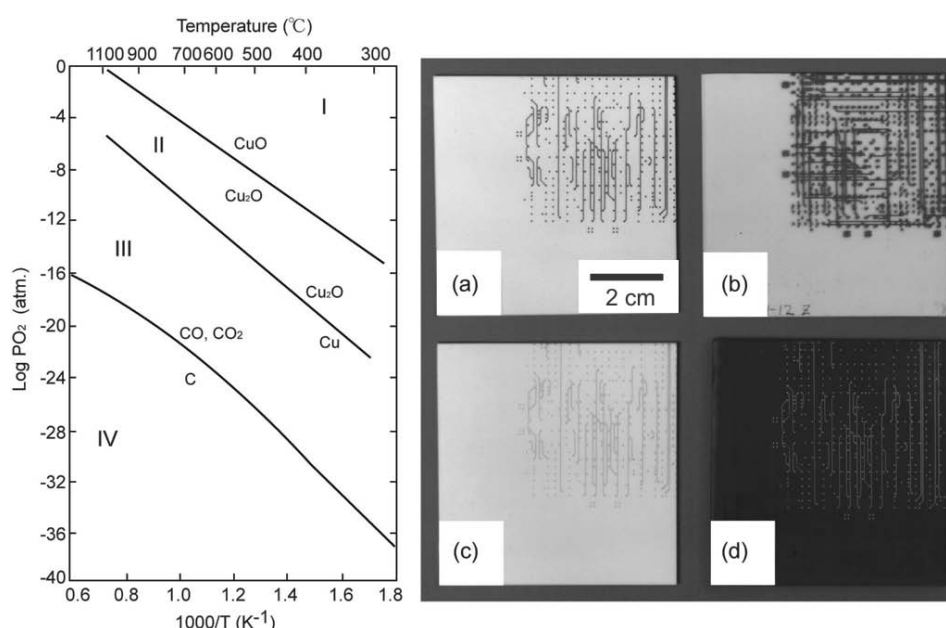 Temperature (℃)
1100 900 700 600 500 400 300
0
-4
-8
-12
-16
-20
-24
-28
-32
-36
-40
Log PO₂ (atm.)
I
II
III
IV
CuO
Cu₂O
Cu₂O
Cu
CO, CO₂
C
0.6 0.8 1.0 1.2 1.4 1.6 1.8
1000/T (K⁻¹)
(a)
2 cm
(b)
-12 Z
(c)
(d)